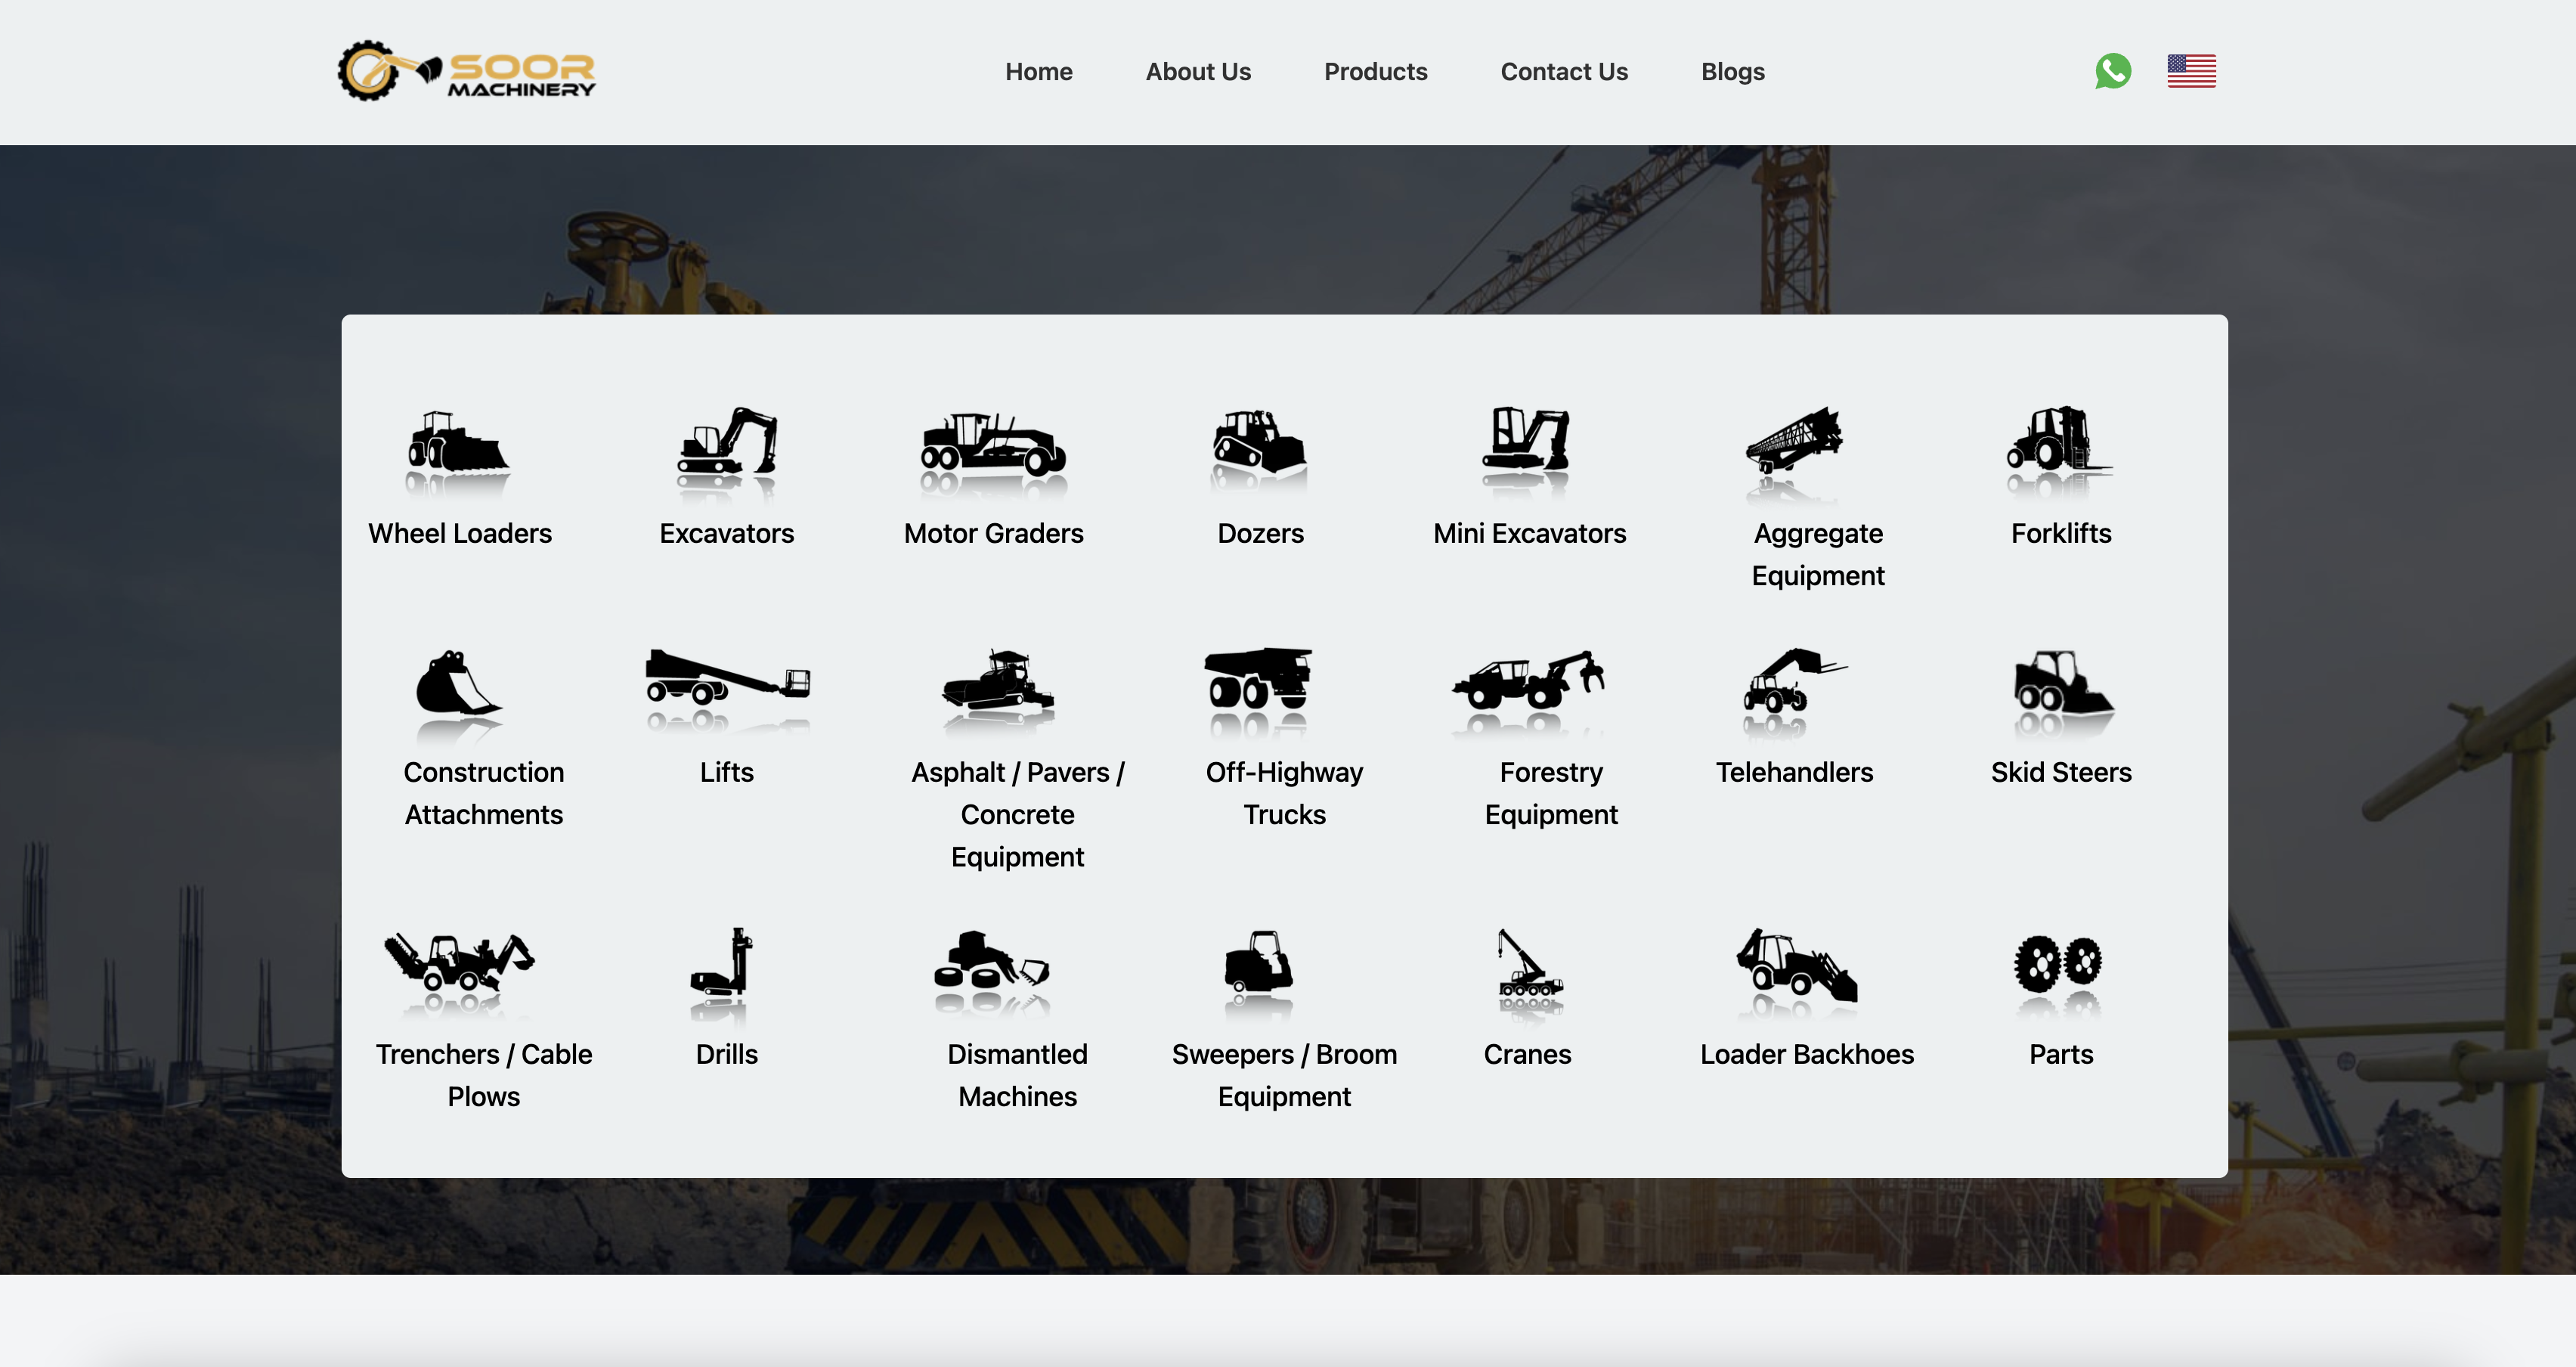 SOOR
MACHINERY
Home
About Us
Products
Contact Us
Blogs
Wheel Loaders
Excavators
Motor Graders
Dozers
Mini Excavators
Aggregate
Equipment
Forklifts
Construction
Attachments
Lifts
Asphalt / Pavers /
Concrete
Equipment
Off-Highway
Trucks
Forestry
Equipment
Telehandlers
Skid Steers
Trenchers / Cable
Plows
Drills
Dismantled
Machines
Sweepers / Broom
Equipment
Cranes
Loader Backhoes
Parts